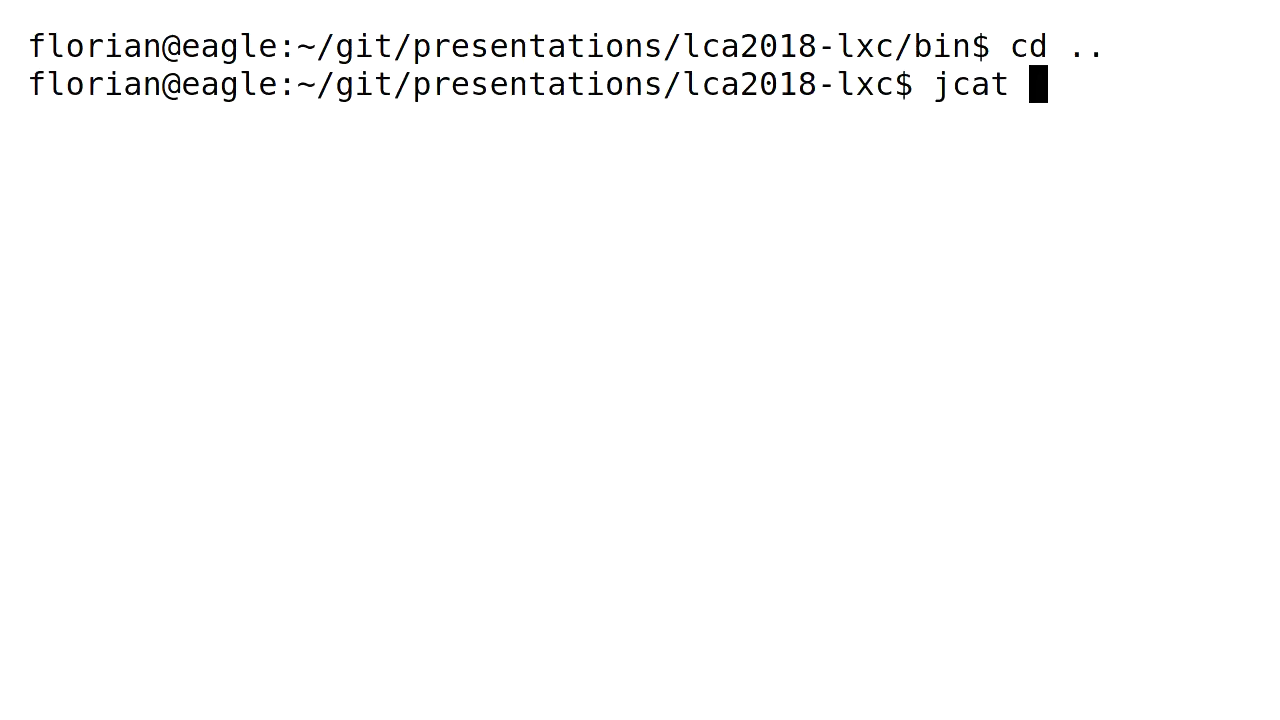 florian@eagle:~/git/presentations/lca2018-lxc/bin$ cd ..
florian@eagle:~/git/presentations/lca2018-lxc$ jcat